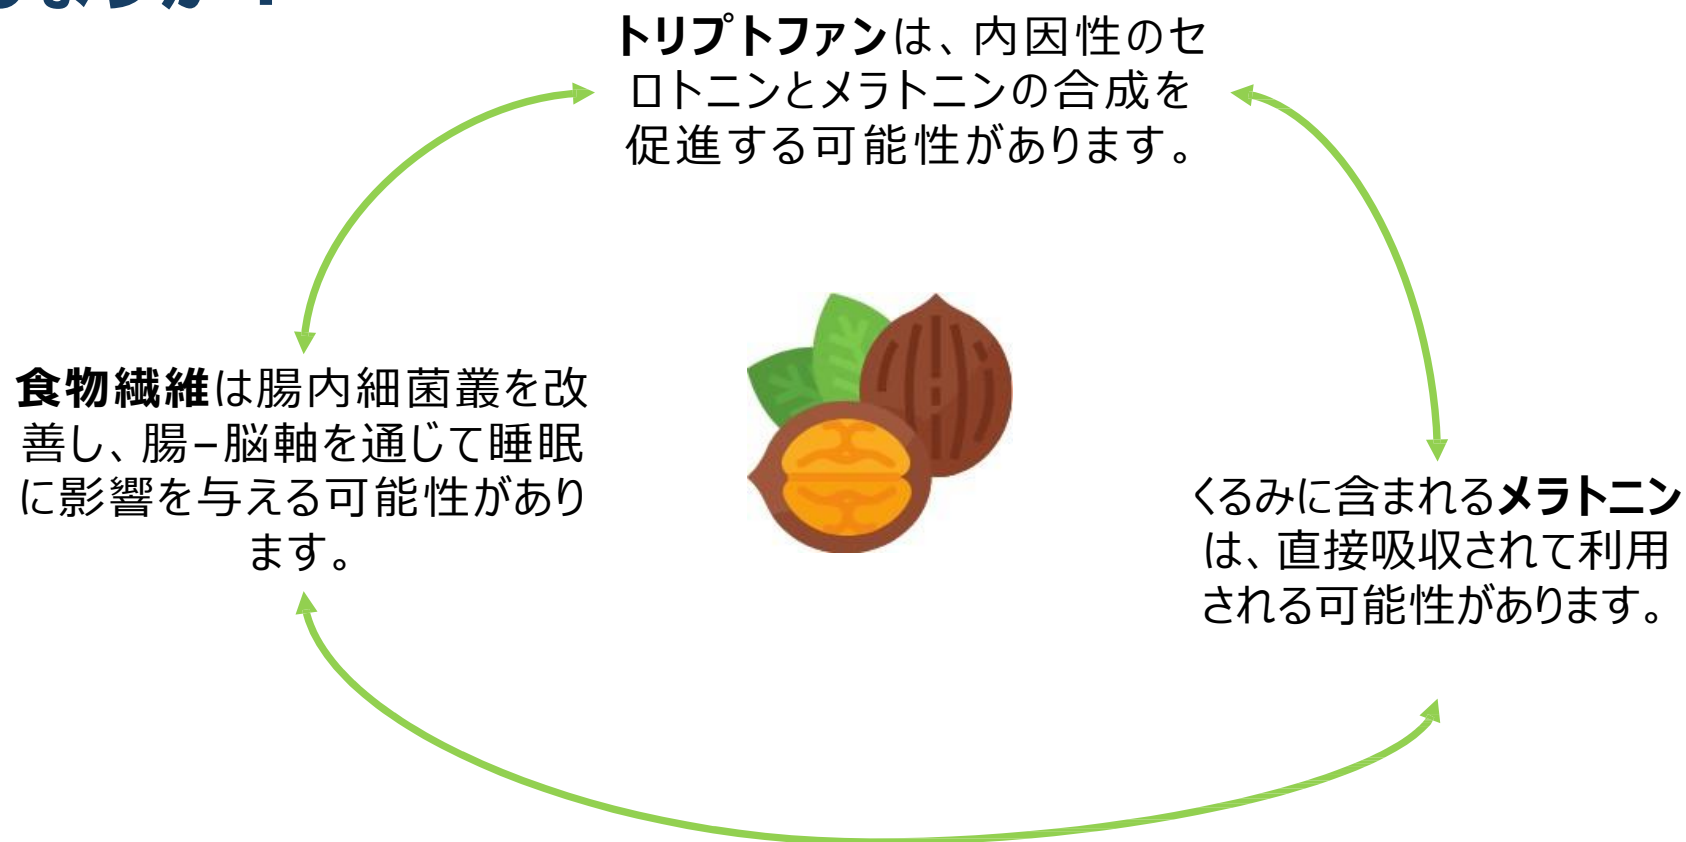 トリプトファンは、内因性のセ
ロトニンとメラトニンの合成を
促進する可能性があります。
食物繊維は腸内細菌叢を改
善し、腸–脳軸を通じて睡眠
に影響を与える可能性があり
ます。
くるみに含まれるメラトニン
は、直接吸収されて利用
される可能性があります。